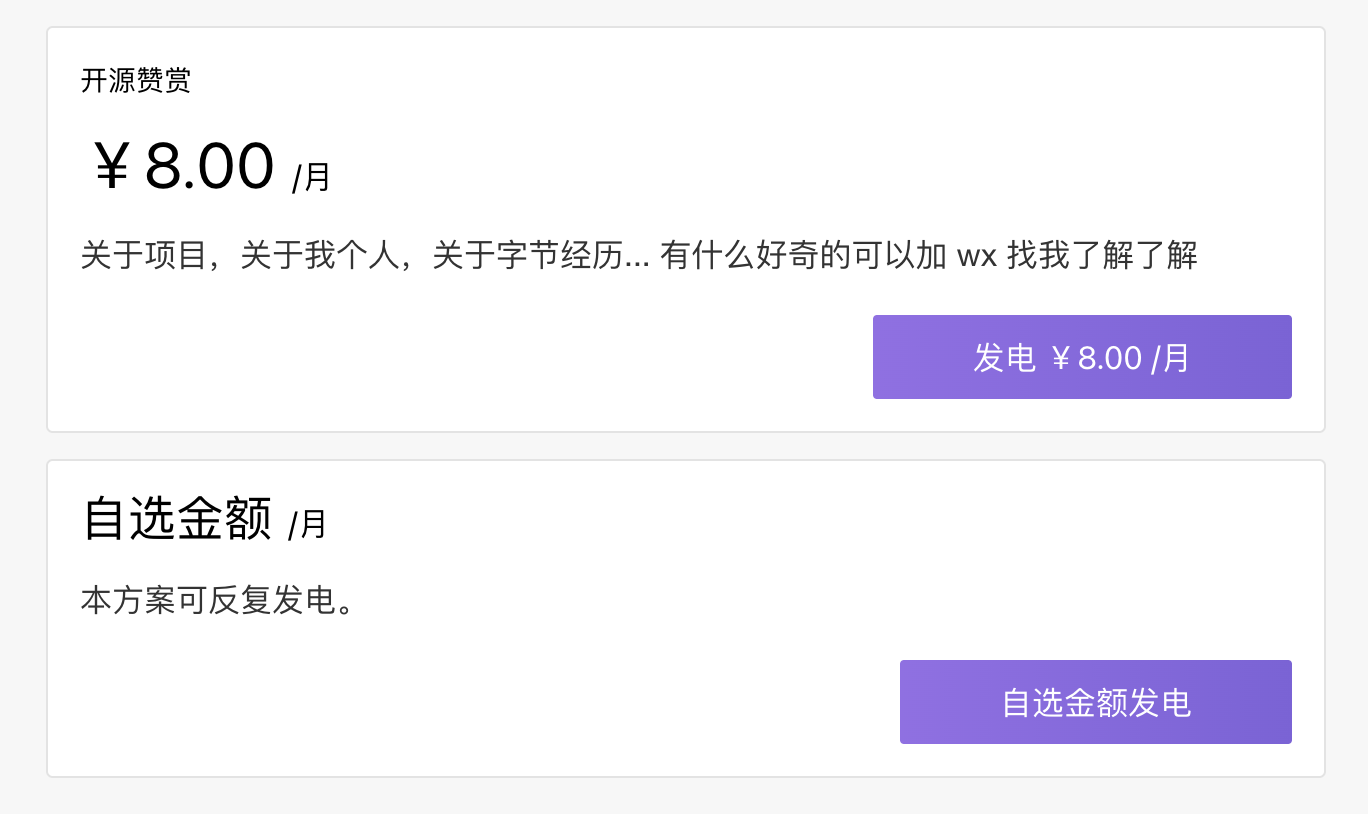 开源赞赏
￥8.00 /月
关于项目，关于我个人，关于字节经历... 有什么好奇的可以加 wx 找我了解了解
发电 ￥8.00 /月
自选金额 /月
本方案可反复发电。
自选金额发电